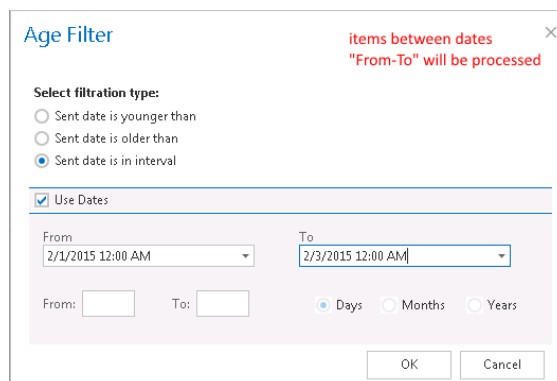 Age Filter
items between dates
"From-To" will be processed
Select filtration type:
Sent date is younger than
Sent date is older than
Sent date is in interval
Use Dates
From To
2/1/2015 12:00 AM 2/3/2015 12:00 AM
From: To: Days Months Years
OK Cancel